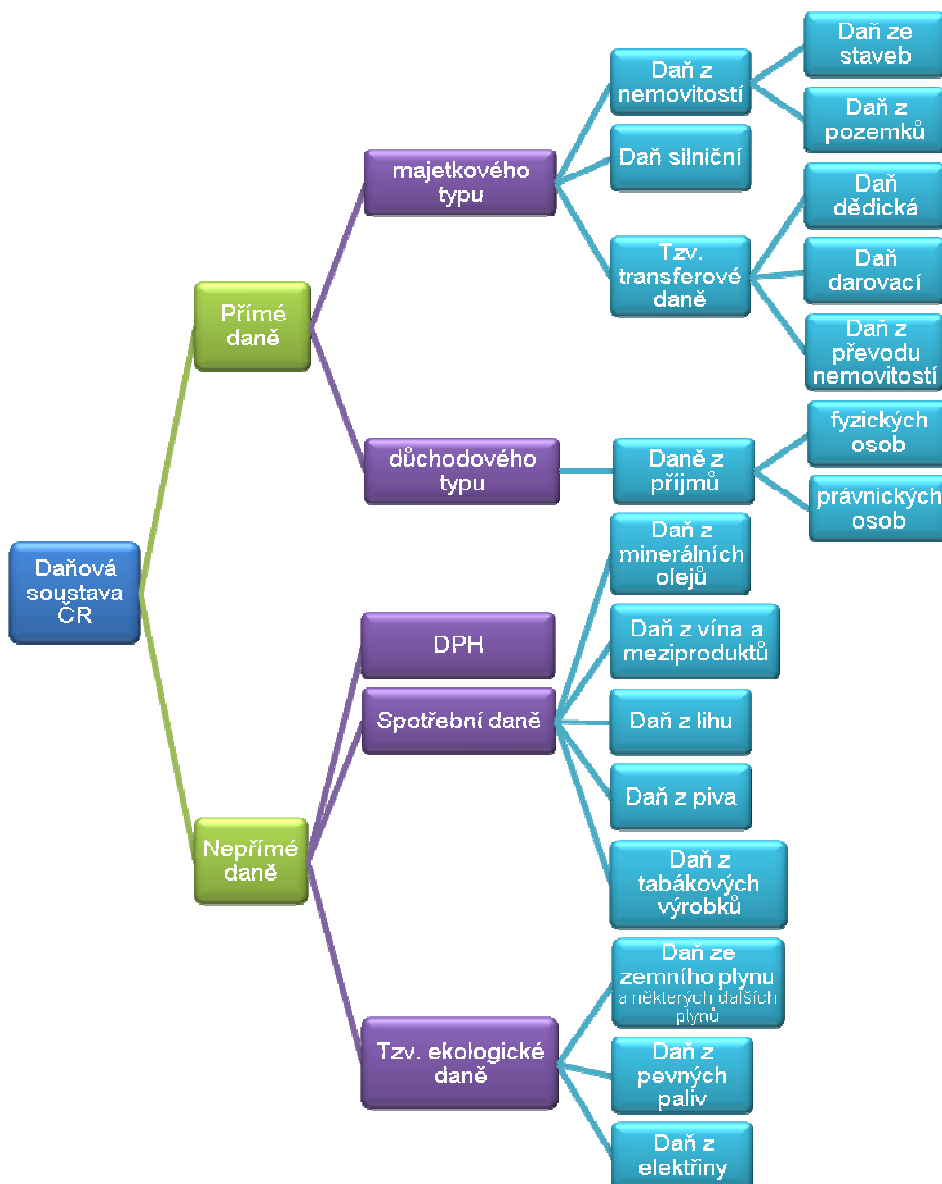 Daňová
soustava
ČR
Přímé
daně
majetkového
typu
Daň z
nemovitostí
Daň ze
staveb
Daň z
pozemků
Daň silniční
Tzv.
transferové
daně
Daň
dědická
Daň
darovací
Daň z
převodu
nemovitostí
důchodového
typu
Daně z
příjmů
fyzických
osob
právnických
osob
Nepřímé
daně
DPH
Spotřební daně
Daň z
minerálních
olejů
Daň z vína a
meziproduktů
Daň z lihu
Daň z piva
Daň z
tabákových
výrobků
Tzv. ekologické
daně
Daň ze
zemního plynu
a některých dalších
plynů
Daň z
pevných
paliv
Daň z
elektřiny